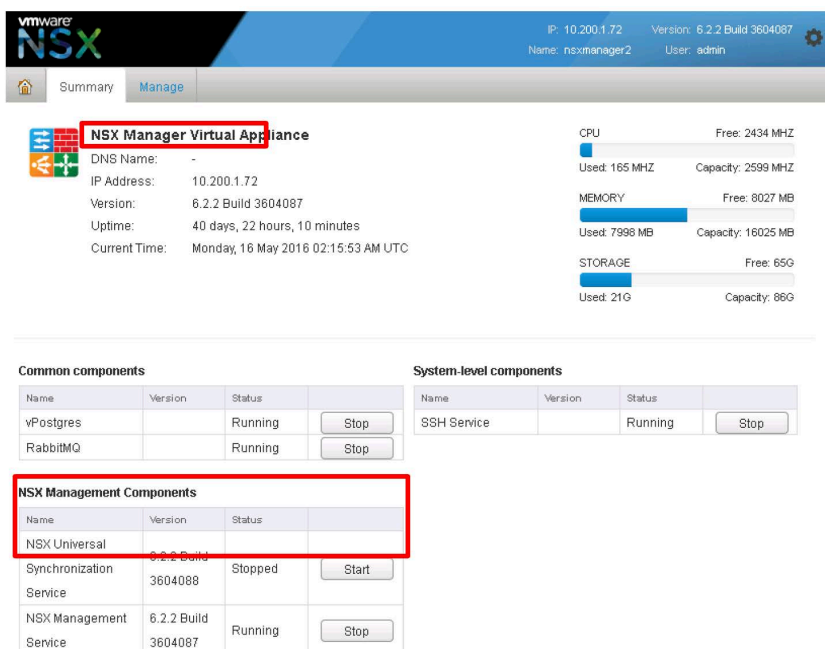 vmware
NSX
IP: 10.200.1.72 Version: 6.2.2 Build 3604087
Name: nsxmanager2 User: admin
Summary Manage
NSX Manager Virtual Appliance
DNS Name: -
IP Address: 10.200.1.72
Version: 6.2.2 Build 3604087
Uptime: 40 days, 22 hours, 10 minutes
Current Time: Monday, 16 May 2016 02:15:53 AM UTC
CPU Free: 2434 MHZ
Used: 165 MHZ Capacity: 2599 MHZ
MEMORY Free: 8027 MB
Used: 7998 MB Capacity: 16025 MB
STORAGE Free: 65G
Used: 21G Capacity: 86G
Common components
Name Version Status
vPostgres Running Stop
RabbitMQ Running Stop
System-level components
Name Version Status
SSH Service Running Stop
NSX Management Components
Name Version Status
NSX Universal
Synchronization
Service
6.2.2 Build
3604088
Stopped Start
NSX Management
Service
6.2.2 Build
3604087
Running Stop